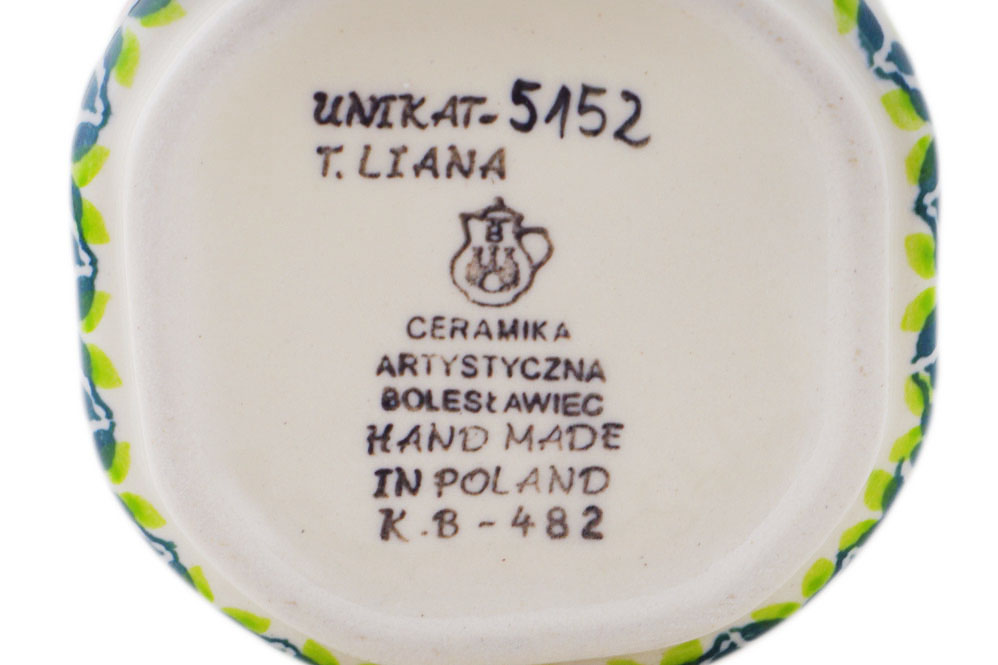 UNIKAT-5152
T. LIANA
CERAMIKA
ARTYSTYCZNA
BOLESŁAWIEC
HAND MADE
IN POLAND
K.B - 482